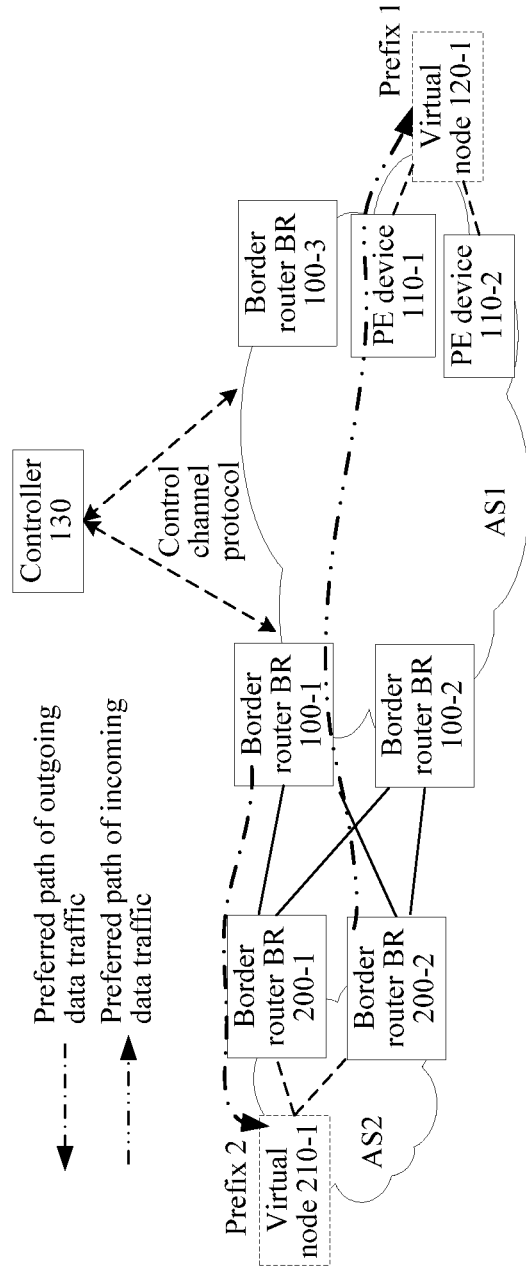 Preferred path of outgoing
data traffic
Preferred path of incoming
data traffic
Controller
130
Control
channel
protocol
Prefix 2
Virtual
node 210-1
AS2
Border
router BR
200-1
Border
router BR
200-2
Border
router BR
100-1
Border
router BR
100-2
AS1
Border
router BR
100-3
PE device
110-1
PE device
110-2
Prefix 1
Virtual
node 120-1